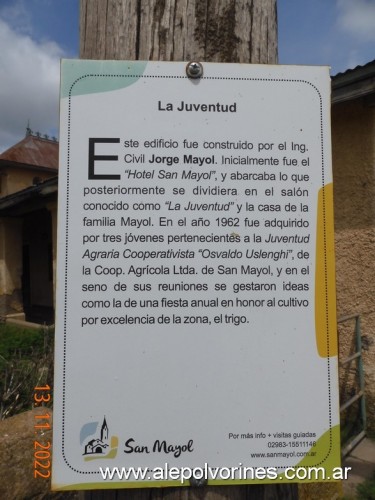 La Juventud
Este edificio fue construido por el Ing.
Civil Jorge Mayol. Inicialmente fue el
“Hotel San Mayol”, y abarcaba lo que
posteriormente se dividiera en el salón
conocido como “La Juventud” y la casa de la
familia Mayol. En el año 1962 fue adquirido
por tres jóvenes pertenecientes a la Juventud
Agraria Cooperativista “Osvaldo Uslenghi”, de
la Coop. Agrícola Ltda. de San Mayol, y en el
seno de sus reuniones se gestaron ideas
como la de una fiesta anual en honor al cultivo
por excelencia de la zona, el trigo.
San Mayol
Por más info + visitas guiadas
02983-15511146
www.sanmayol.com.ar
www.alepolvorines.com.ar
13.11.2022